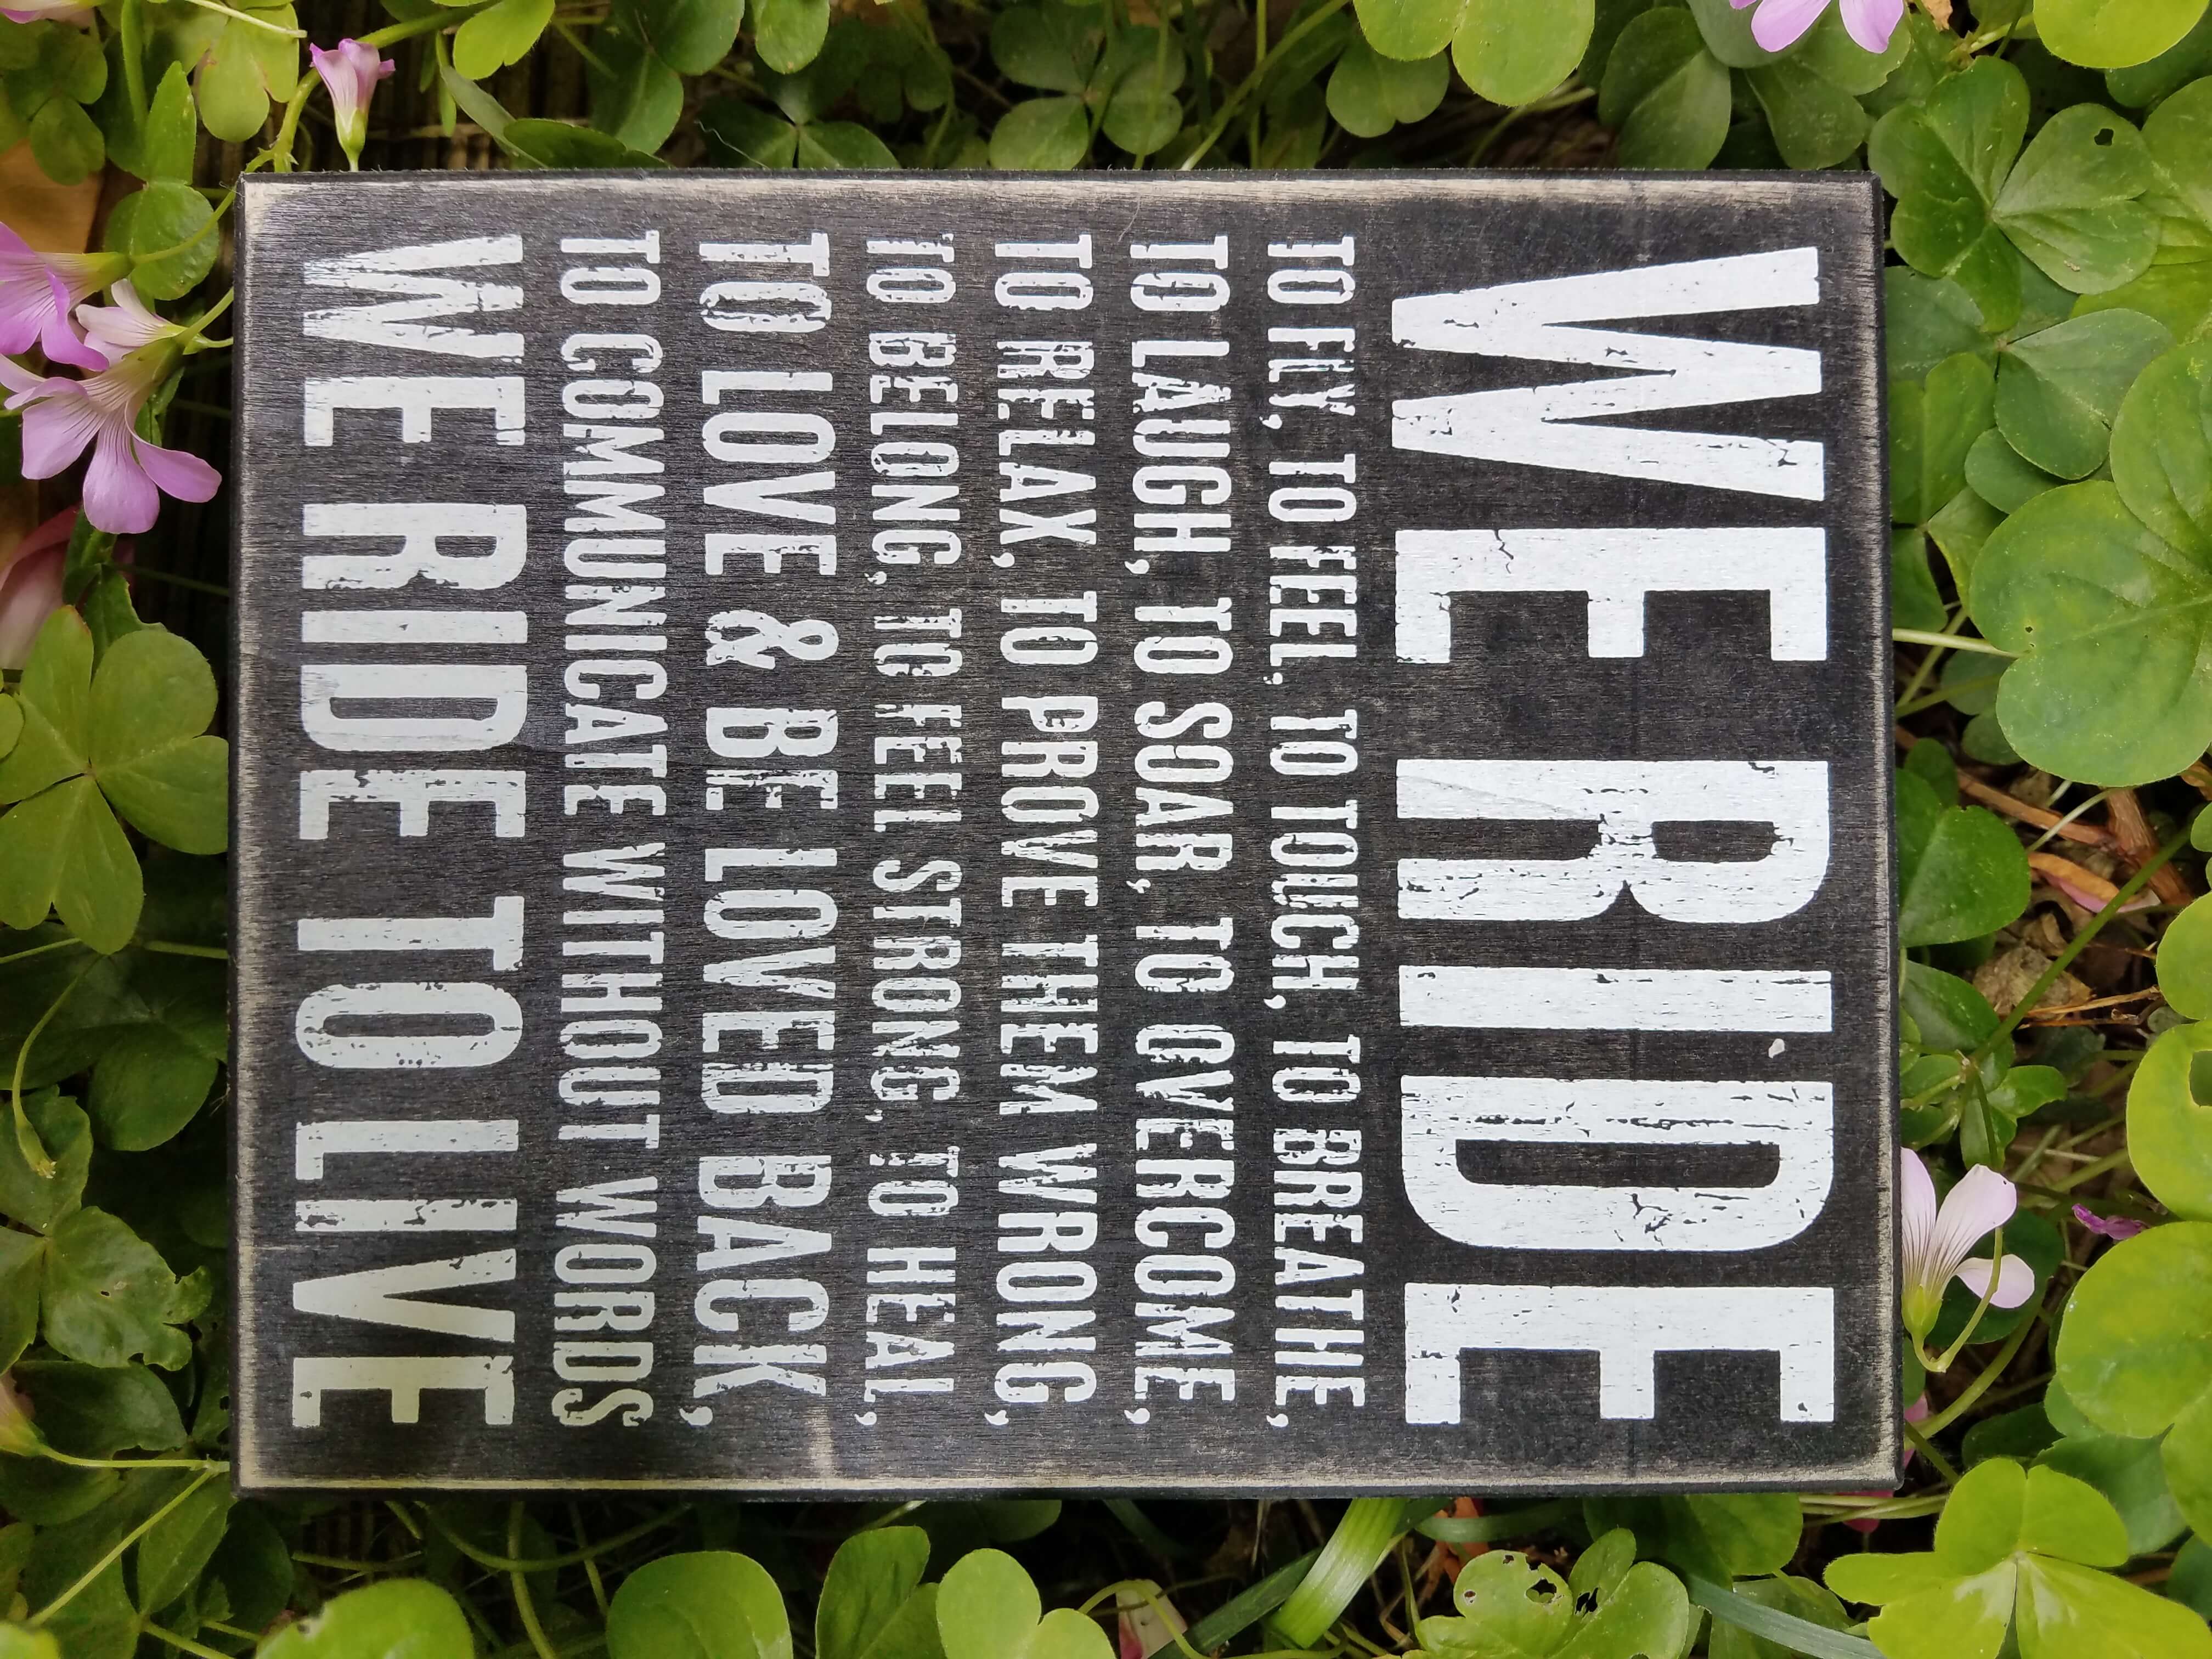 WE RIDE
TO FLY, TO FEEL, TO TOUCH, TO BREATHE,
TO LAUGH, TO SOAR, TO OVERCOME,
TO RELAX, TO PROVE THEM WRONG,
TO BELONG, TO FEEL STRONG, TO HEAL,
TO LOVE & BE LOVED BACK,
TO COMMUNICATE WITHOUT WORDS
WE RIDE TO LIVE